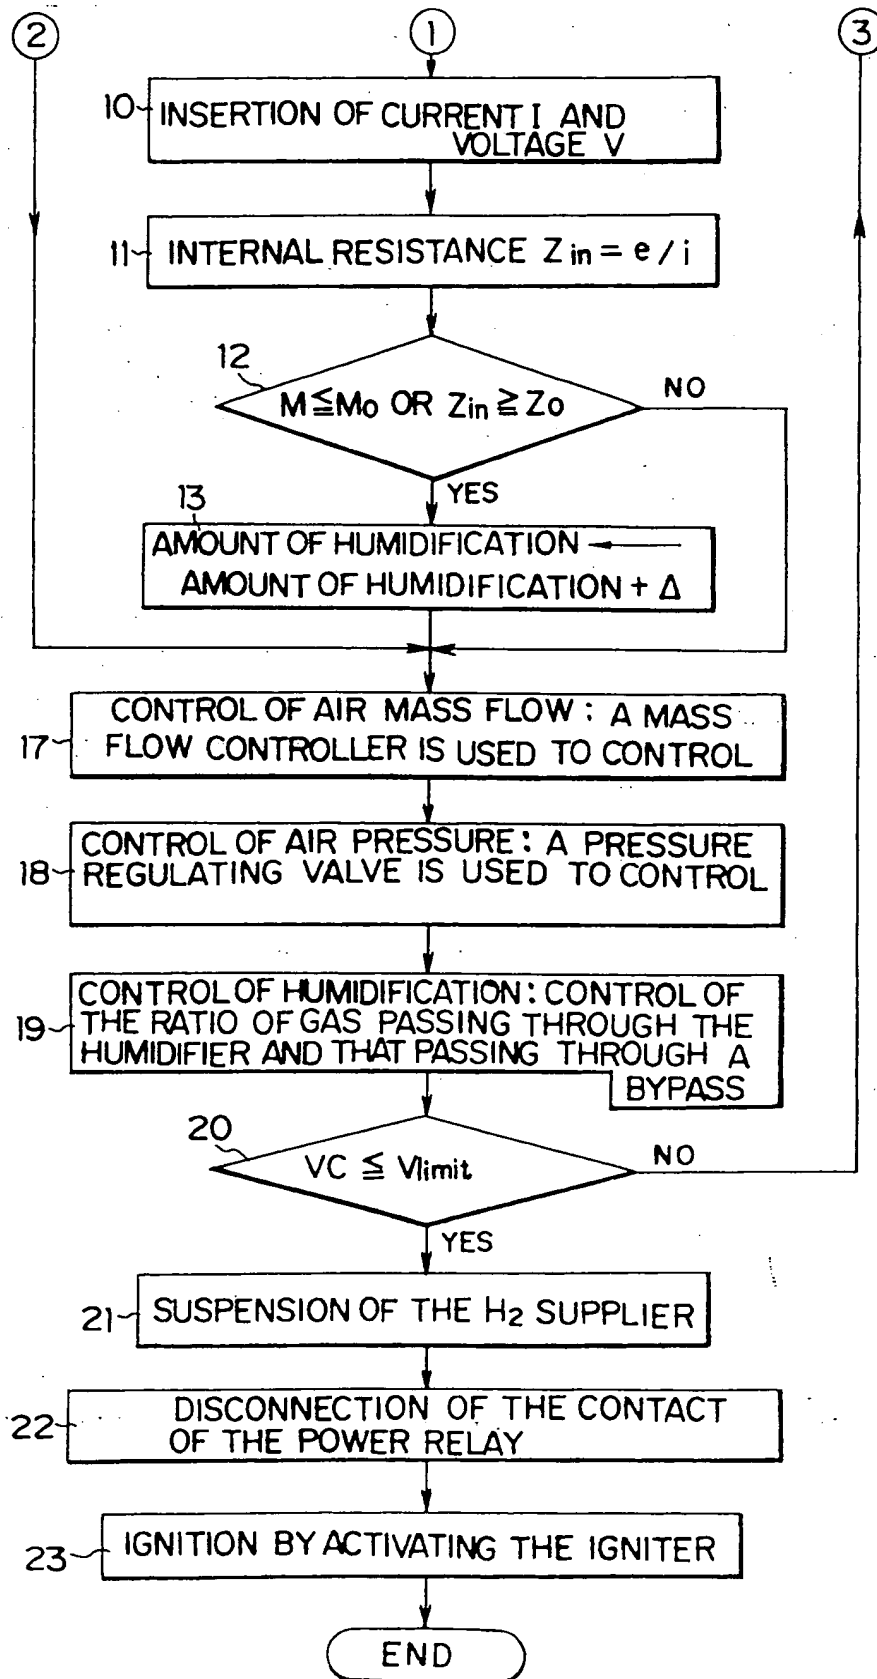 2
1
3
10
INSERTION OF CURRENT I AND
VOLTAGE V
11
INTERNAL RESISTANCE Zin = e / i
12
M ≦ Mo OR Zin ≧ Zo
NO
YES
13
AMOUNT OF HUMIDIFICATION ←
AMOUNT OF HUMIDIFICATION + Δ
17
CONTROL OF AIR MASS FLOW : A MASS
FLOW CONTROLLER IS USED TO CONTROL
18
CONTROL OF AIR PRESSURE : A PRESSURE
REGULATING VALVE IS USED TO CONTROL
19
CONTROL OF HUMIDIFICATION : CONTROL OF
THE RATIO OF GAS PASSING THROUGH THE
HUMIDIFIER AND THAT PASSING THROUGH A
BYPASS
20
VC ≦ Vlimit
NO
YES
21
SUSPENSION OF THE H2 SUPPLIER
22
DISCONNECTION OF THE CONTACT
OF THE POWER RELAY
23
IGNITION BY ACTIVATING THE IGNITER
END